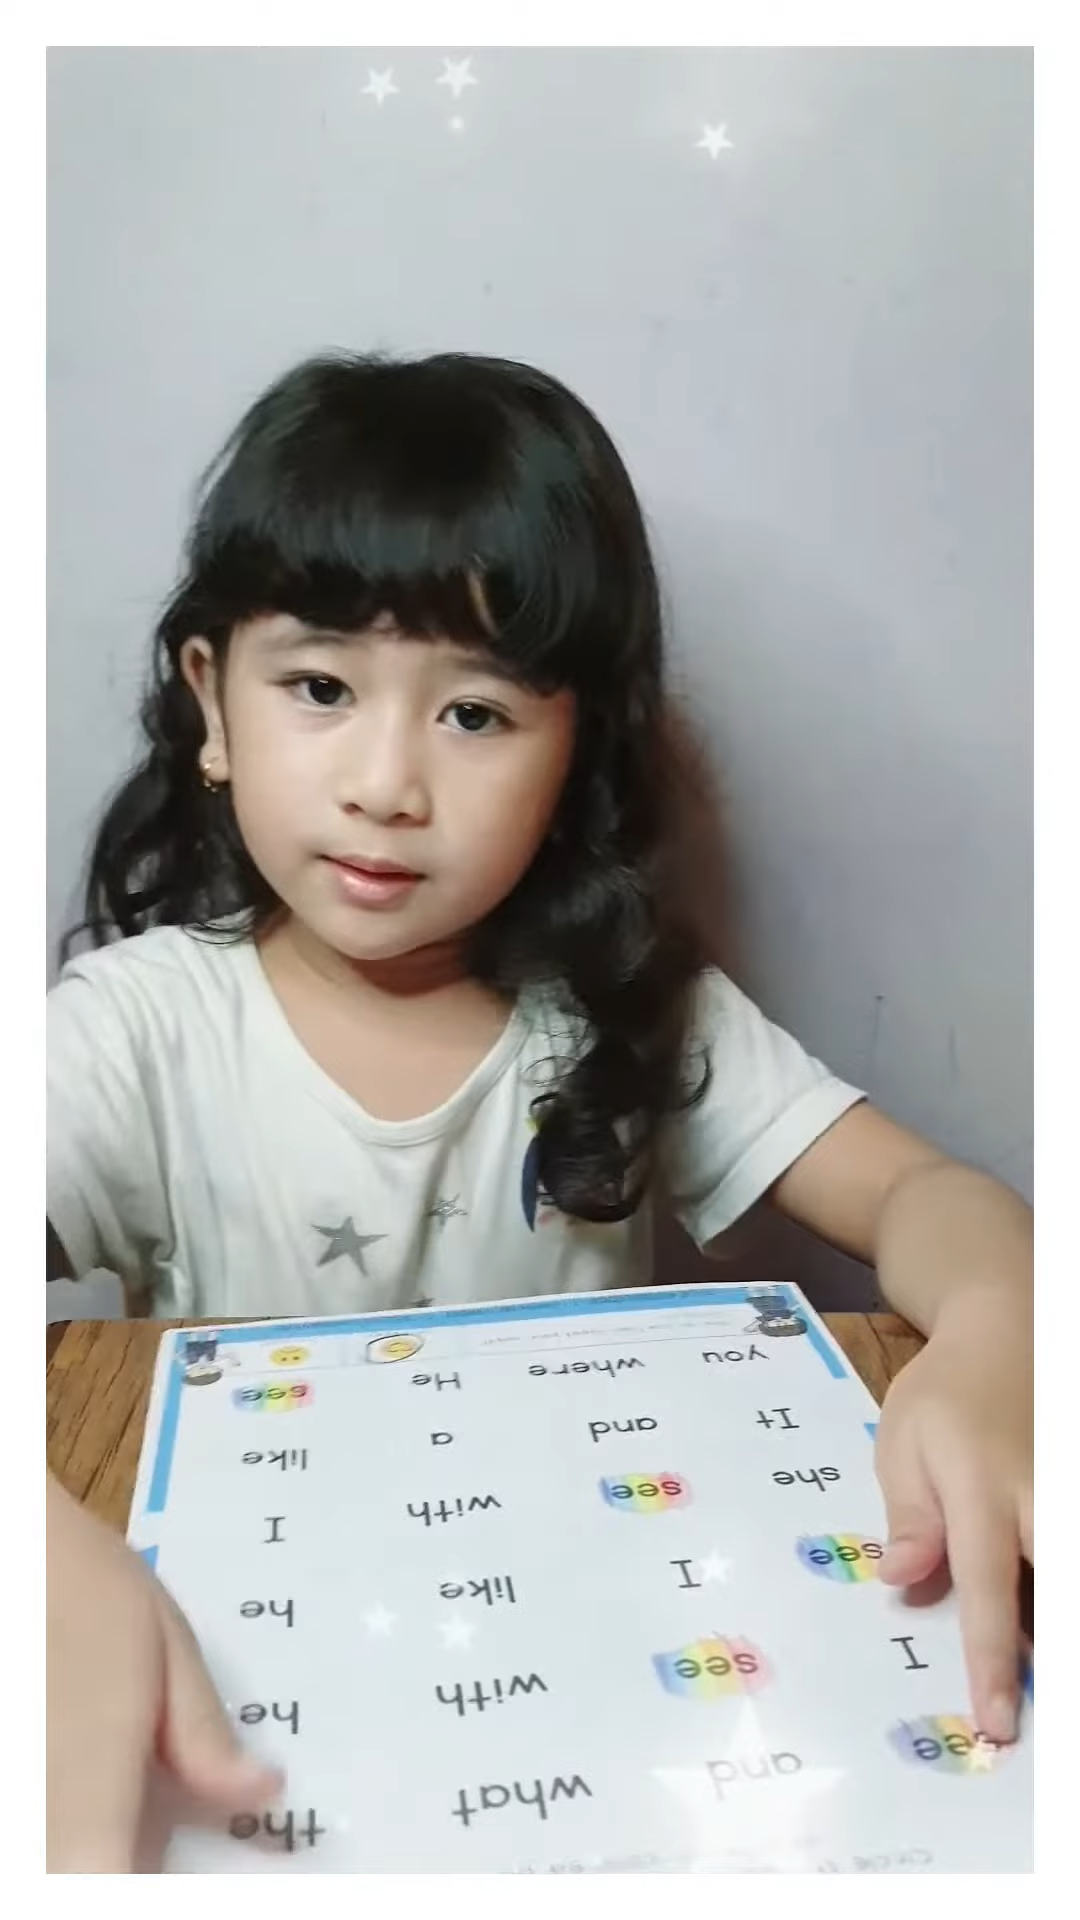 see and what the
I see with he
see I like he
she see with I
It and a like
you where He see